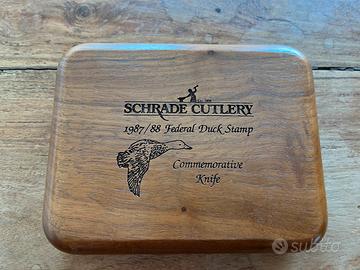 SCHRADE CUTLERY
1987/88 Federal Duck Stamp
Commemorative
Knife
subito